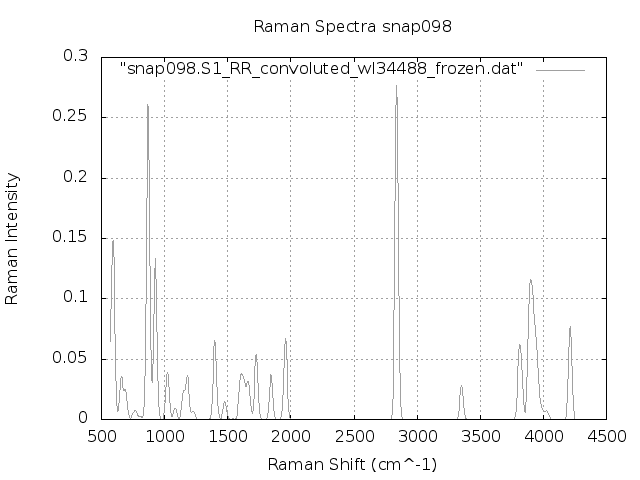 Raman Spectra snap098
"snap098.S1_RR_convoluted_wl34488_frozen.dat"
0.3
0.25
0.2
0.15
0.1
0.05
0
Raman Intensity
500 1000 1500 2000 2500 3000 3500 4000 4500
Raman Shift (cm^-1)